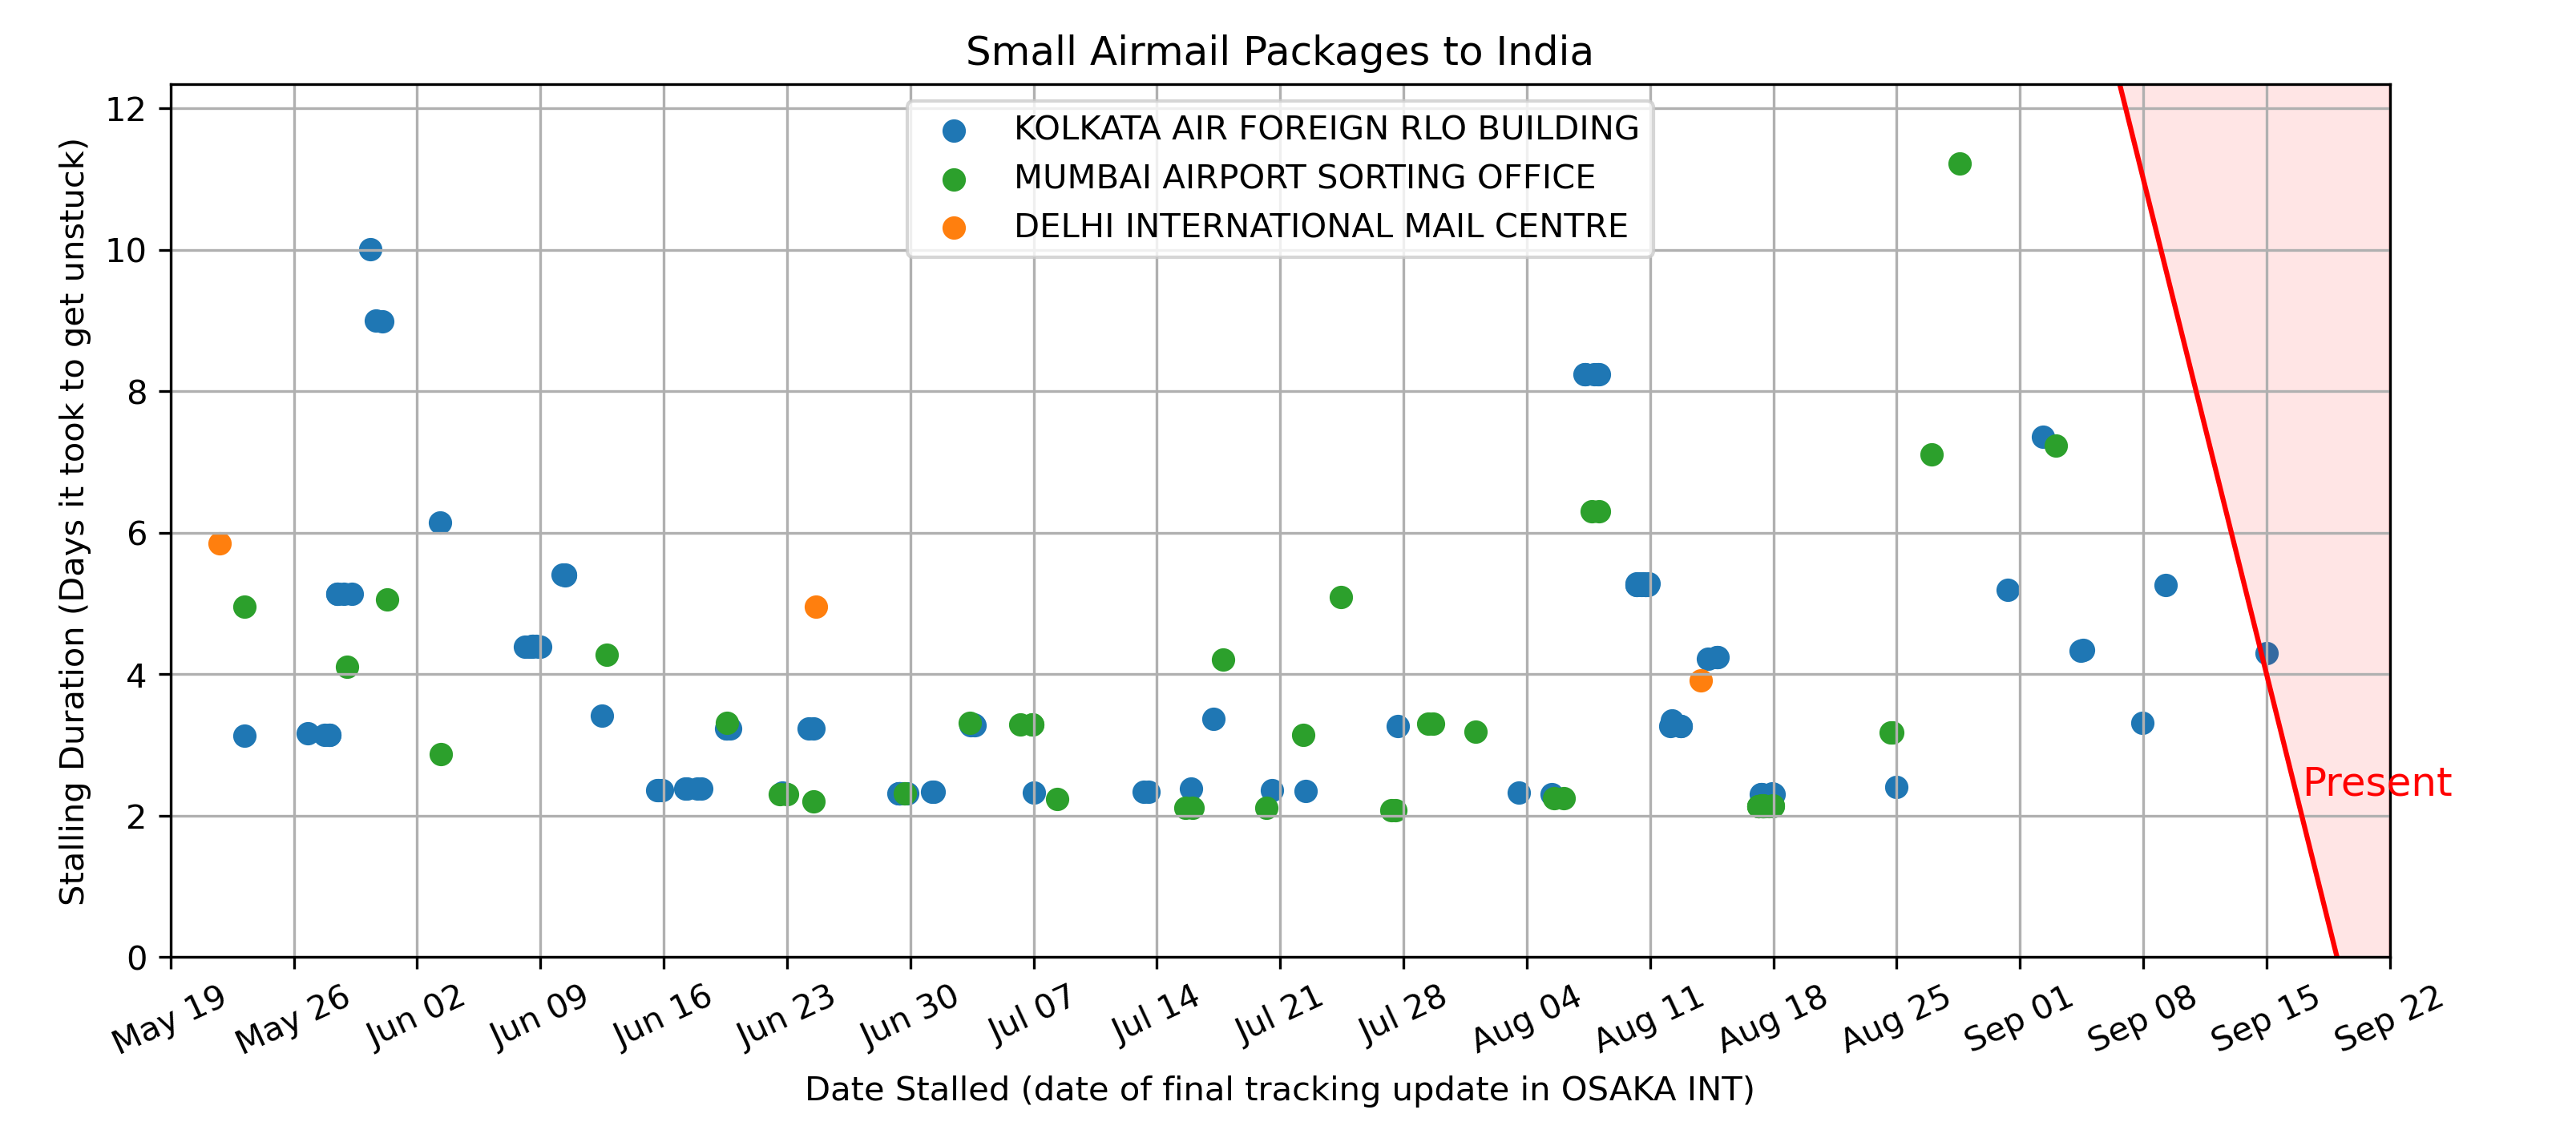 Small Airmail Packages to India
KOLKATA AIR FOREIGN RLO BUILDING
MUMBAI AIRPORT SORTING OFFICE
DELHI INTERNATIONAL MAIL CENTRE
Stalling Duration (Days it took to get unstuck)
12
10
8
6
4
2
0
Present
May 19
May 26
Jun 02
Jun 09
Jun 16
Jun 23
Jun 30
Jul 07
Jul 14
Jul 21
Jul 28
Aug 04
Aug 11
Aug 18
Aug 25
Sep 01
Sep 08
Sep 15
Sep 22
Date Stalled (date of final tracking update in OSAKA INT)